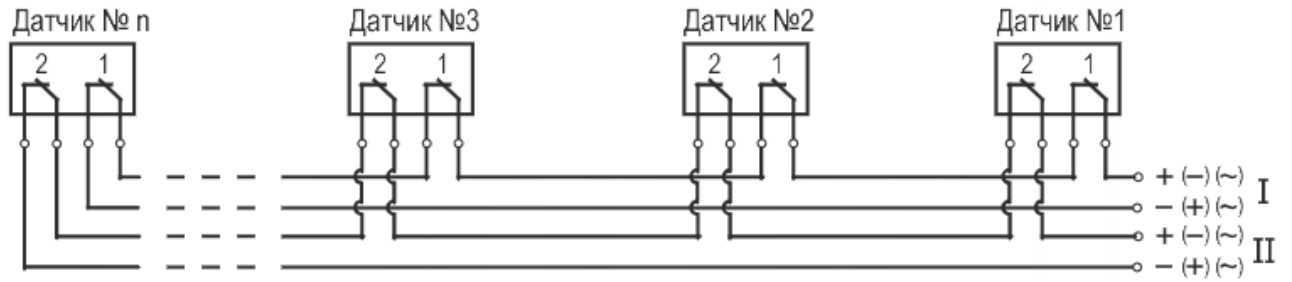 Датчик № n Датчик №3 Датчик №2 Датчик №1
2 1 2 1 2 1 2 1
+ (−) (~) I
− (+) (~)
+ (−) (~) II
− (+) (~)